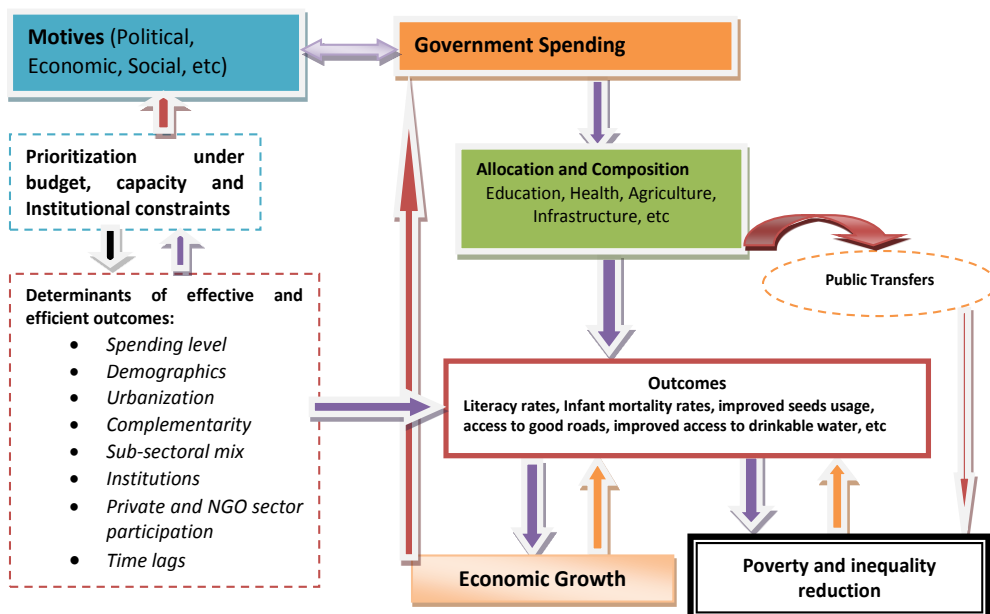 Motives (Political,
Economic, Social, etc)
Government Spending
Prioritization under
budget, capacity and
Institutional constraints
Allocation and Composition
Education, Health, Agriculture,
Infrastructure, etc
Public Transfers
Determinants of effective and
efficient outcomes:
• Spending level
• Demographics
• Urbanization
• Complementarity
• Sub-sectoral mix
• Institutions
• Private and NGO sector
participation
• Time lags
Outcomes
Literacy rates, Infant mortality rates, improved seeds usage,
access to good roads, improved access to drinkable water, etc
Economic Growth
Poverty and inequality
reduction